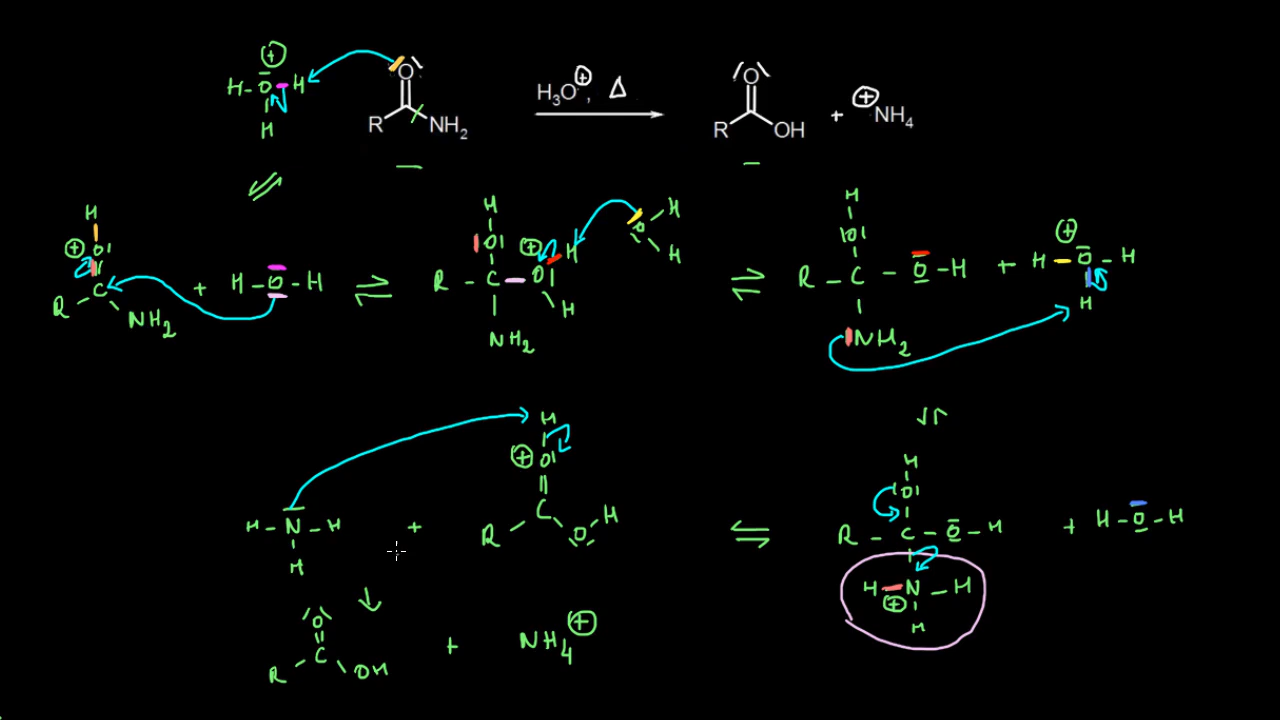 H-O-H H ⊕
O R NH₂ H₃O⊕, Δ O R OH + ⊕NH₄
H ⊕ O C R NH₂ + H-O-H ⇌ H O R-C-O ⊕ H H NH₂ O H H ⇌ H O R-C-O-H NH₂ + H-O-H ⊕ H
H-N-H H + H ⊕ O C R O H ⇌ H O R-C-O-H H-N-H ⊕ H + H-O-H
↓
O C R OH + NH₄⊕